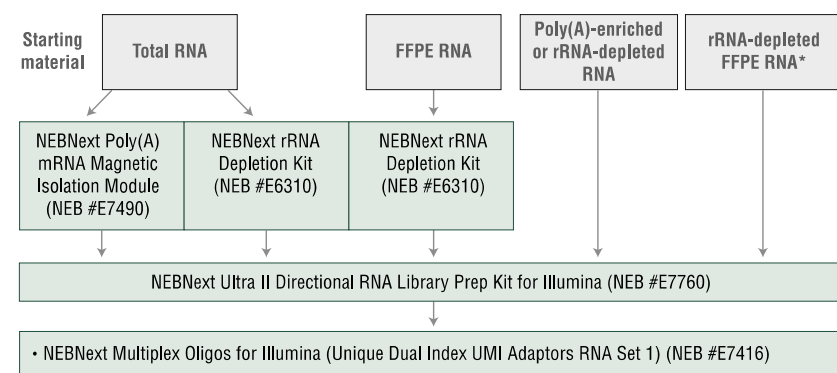 Starting
material
Total RNA
FFPE RNA
Poly(A)-enriched
or rRNA-depleted
RNA
rRNA-depleted
FFPE RNA*
NEBNext Poly(A)
mRNA Magnetic
Isolation Module
(NEB #E7490)
NEBNext rRNA
Depletion Kit
(NEB #E6310)
NEBNext rRNA
Depletion Kit
(NEB #E6310)
NEBNext Ultra II Directional RNA Library Prep Kit for Illumina (NEB #E7760)
• NEBNext Multiplex Oligos for Illumina (Unique Dual Index UMI Adaptors RNA Set 1) (NEB #E7416)